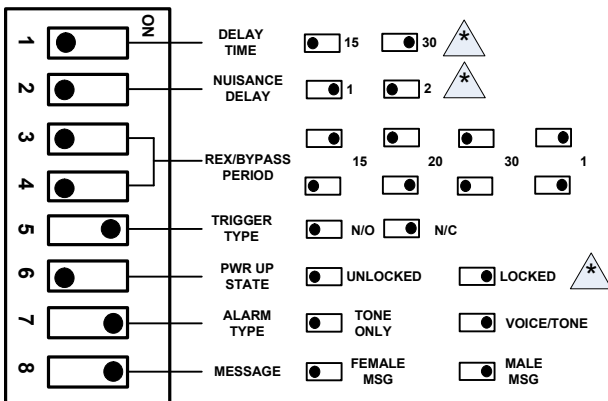 ON
1 DELAY TIME 15 30 *
2 NUISANCE DELAY 1 2 *
3
4 REX/BYPASS PERIOD 15 20 30 1
5 TRIGGER TYPE N/O N/C
6 PWR UP STATE UNLOCKED LOCKED *
7 ALARM TYPE TONE ONLY VOICE/TONE
8 MESSAGE FEMALE MSG MALE MSG